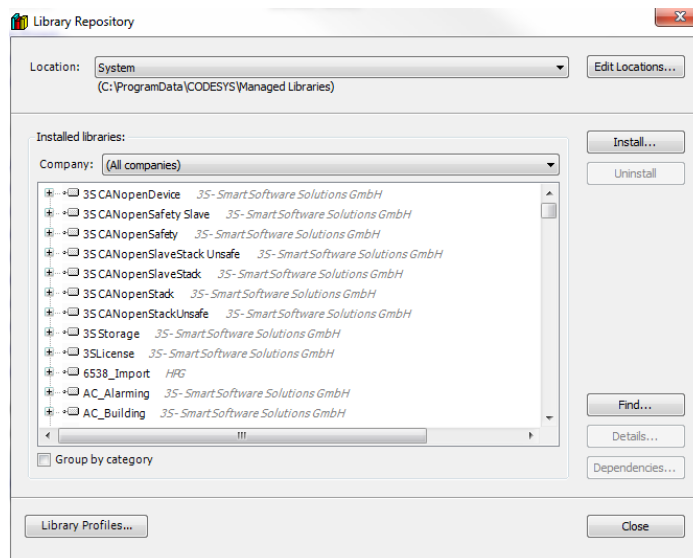 Library Repository
Location: System Edit Locations...
(C:\ProgramData\CODESYS\Managed Libraries)
Installed libraries:
Install...
Company: (All companies)
Uninstall
3S CANopenDevice 3S - Smart Software Solutions GmbH
3S CANopenSafety Slave 3S - Smart Software Solutions GmbH
3S CANopenSafety 3S - Smart Software Solutions GmbH
3S CANopenSlaveStack Unsafe 3S - Smart Software Solutions GmbH
3S CANopenSlaveStack 3S - Smart Software Solutions GmbH
3S CANopenStack 3S - Smart Software Solutions GmbH
3S CANopenStackUnsafe 3S - Smart Software Solutions GmbH
3S Storage 3S - Smart Software Solutions GmbH
3SLicense 3S - Smart Software Solutions GmbH
6538_Import HPG
AC_Alarming 3S - Smart Software Solutions GmbH
Find...
AC_Building 3S - Smart Software Solutions GmbH
Details...
Group by category
Dependencies...
Library Profiles... Close